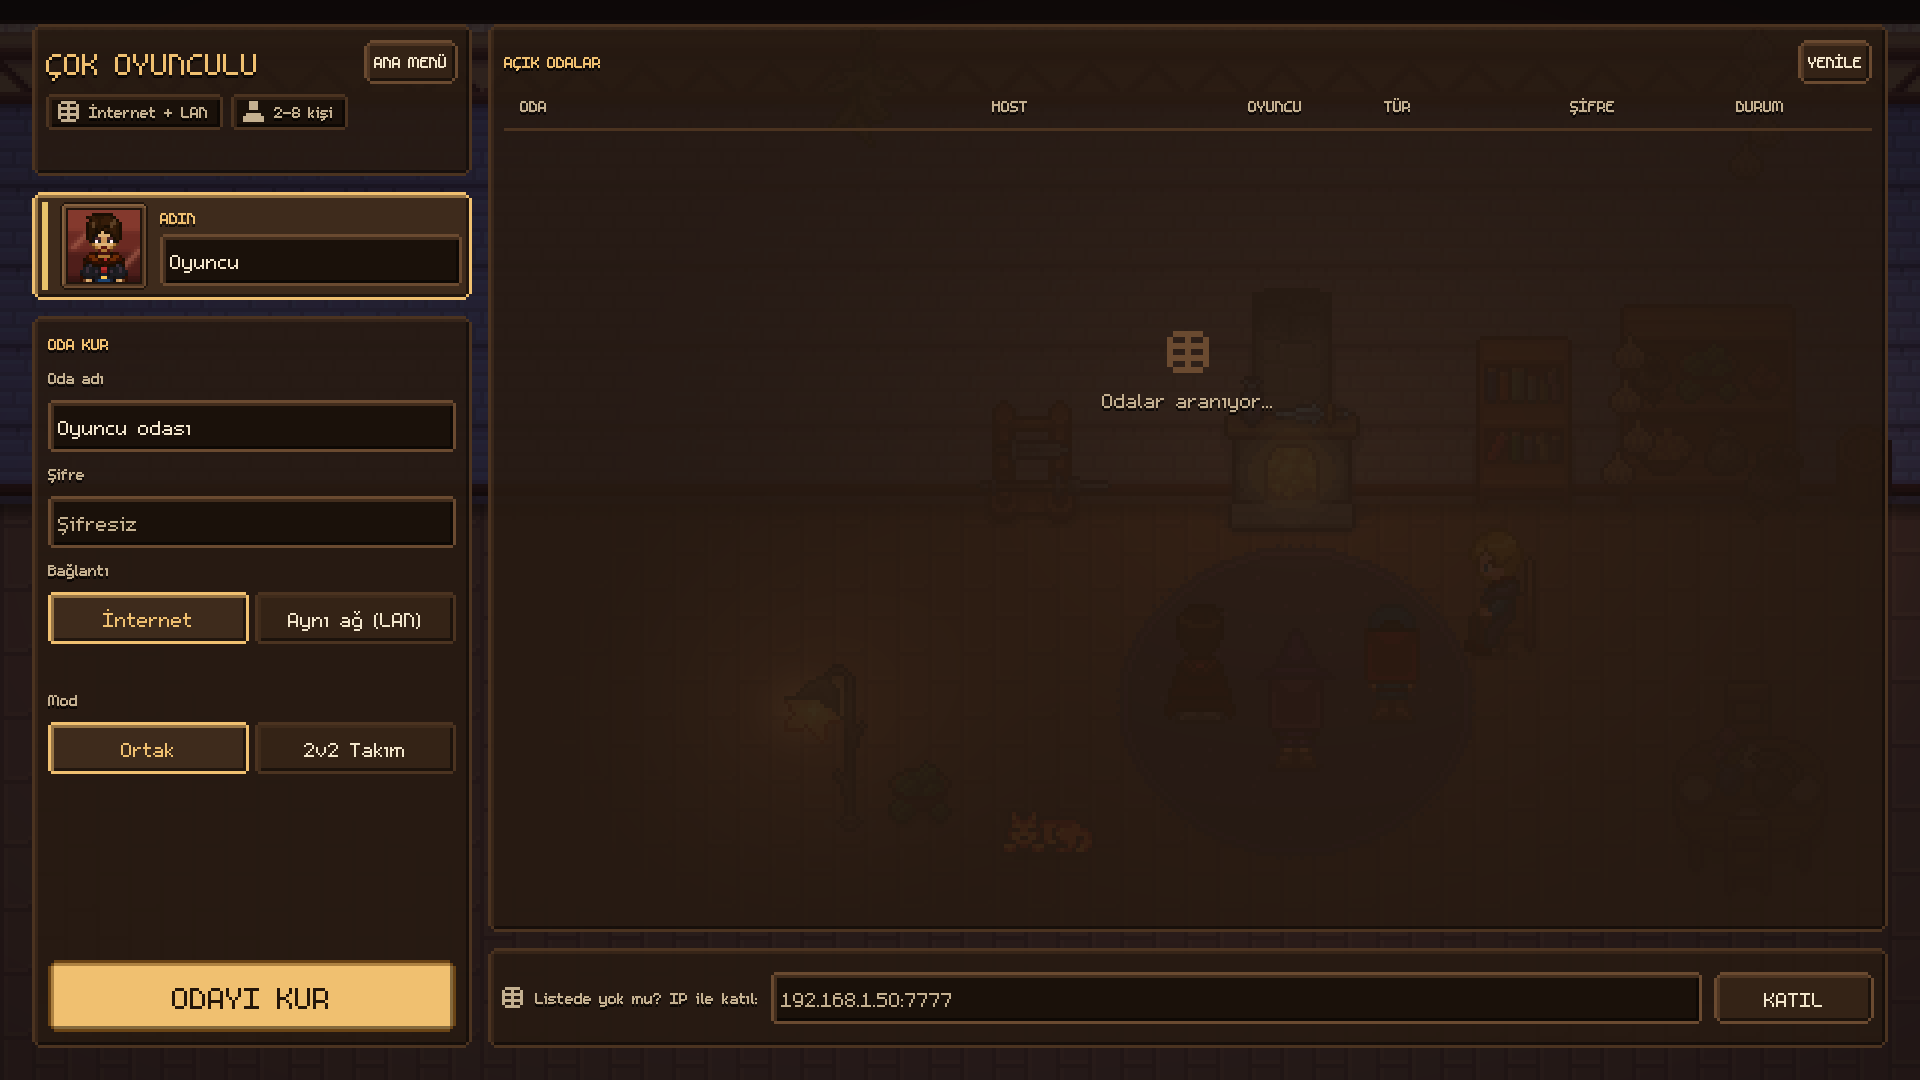 ÇOK OYUNCULU
ANA MENÜ
İnternet + LAN
2-8 kişi
ADIN
Oyuncu
ODA KUR
Oda adı
Oyuncu odası
Şifre
Şifresiz
Bağlantı
İnternet
Aynı ağ (LAN)
Mod
Ortak
2v2 Takım
ODAYI KUR
AÇIK ODALAR
YENİLE
ODA HOST OYUNCU TÜR ŞİFRE DURUM
Odalar aranıyor...
Listede yok mu? IP ile katıl:
192.168.1.50:7777
KATIL